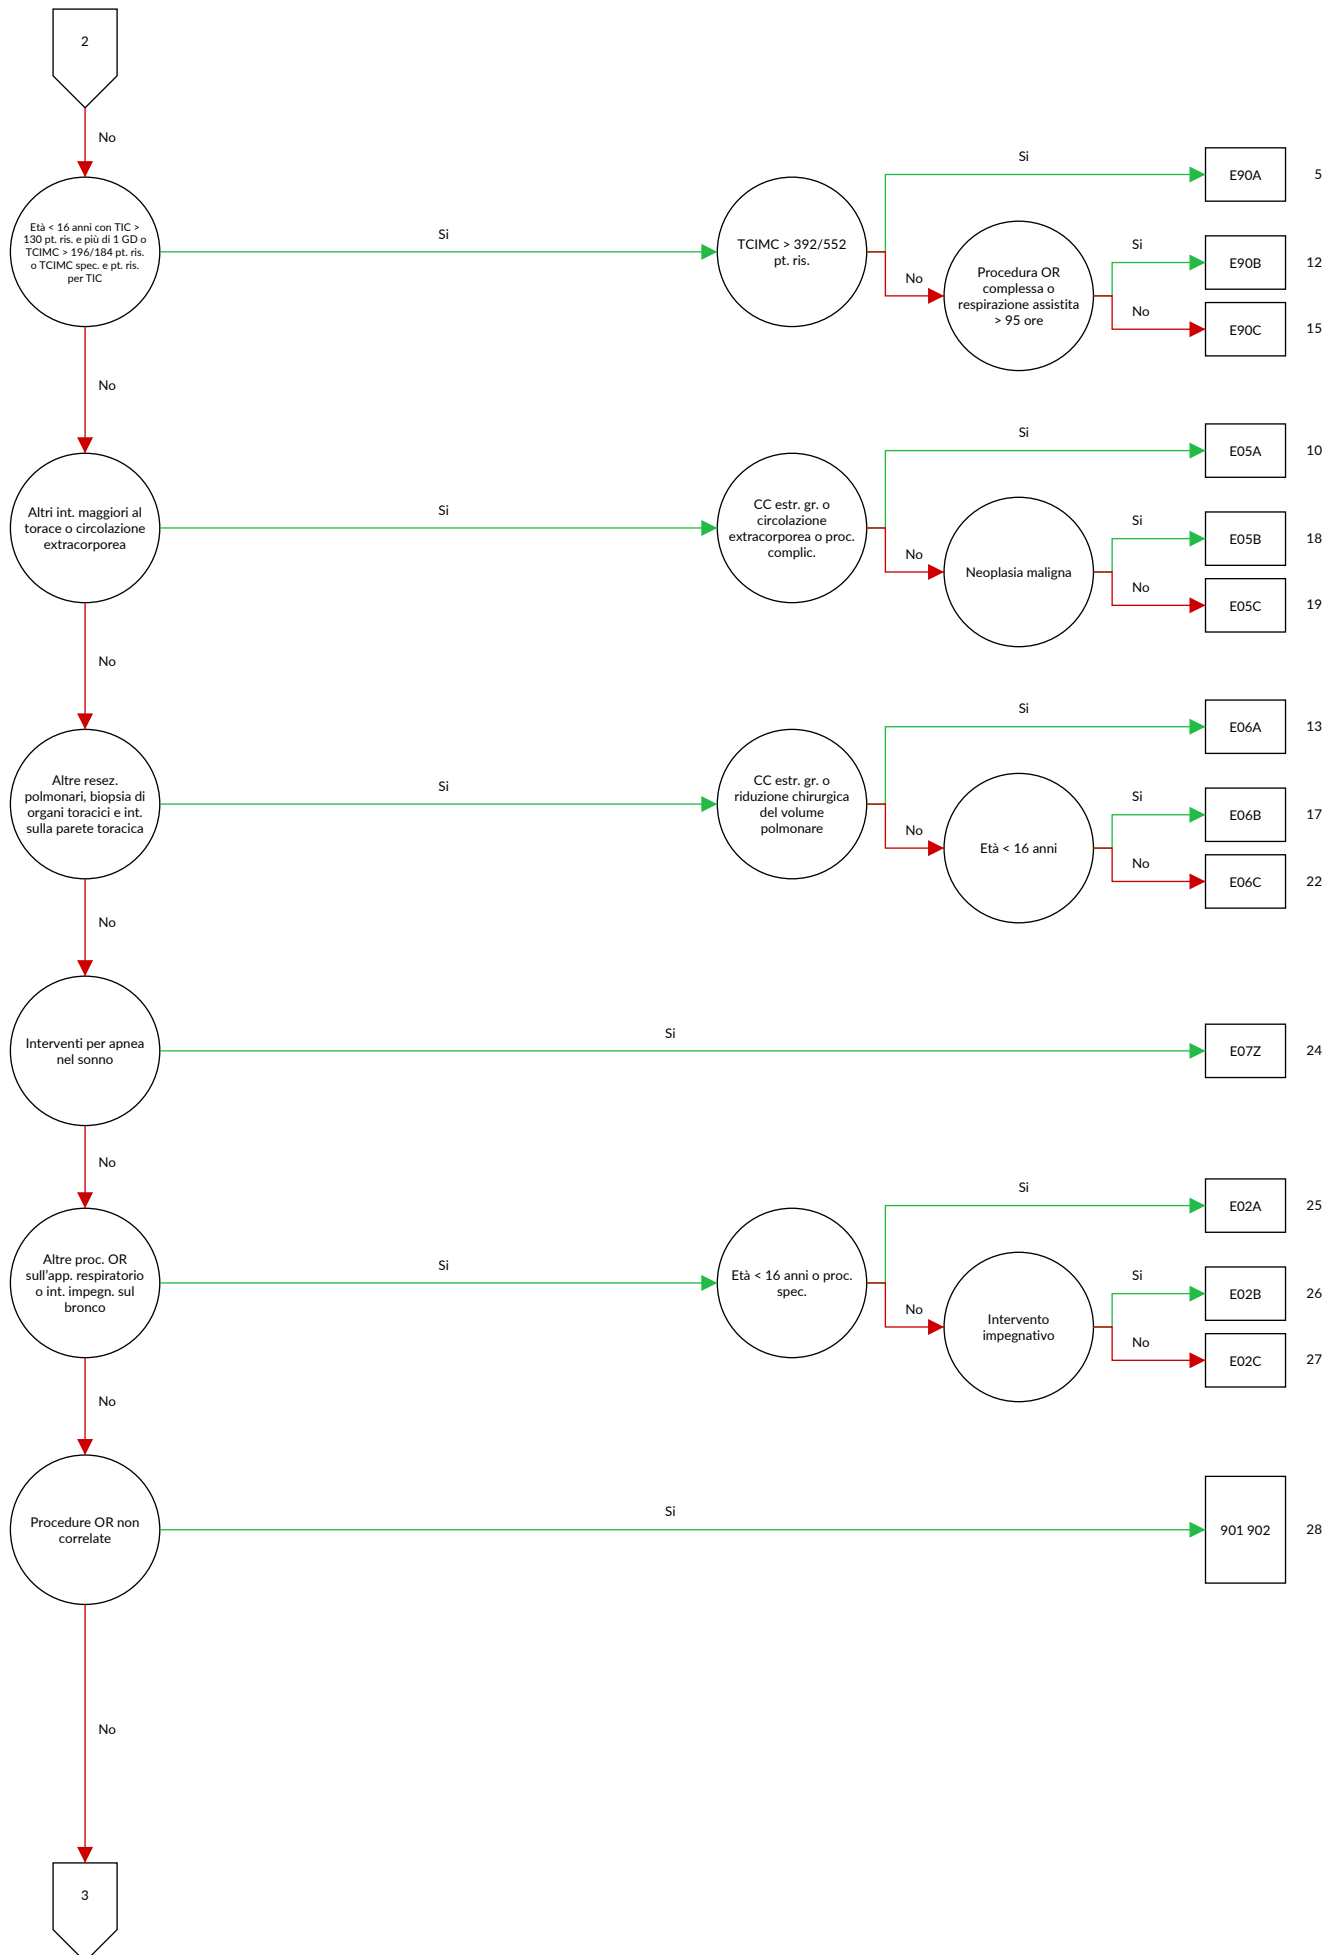 2
No
Età < 16 anni con TIC >
130 pt. ris. e più di 1 GD o
TCIMC > 196/184 pt. ris.
o TCIMC spec. e pt. ris.
per TIC
Si
TCIMC > 392/552
pt. ris.
Si
E90A
5
No
Procedura OR
complessa o
respirazione assistita
> 95 ore
Si
E90B
12
No
E90C
15
No
Altri int. maggiori al
torace o circolazione
extracorporea
Si
CC estr. gr. o
circolazione
extracorporea o proc.
complic.
Si
E05A
10
No
Neoplasia maligna
Si
E05B
18
No
E05C
19
No
Altre resez.
polmonari, biopsia di
organi toracici e int.
sulla parete toracica
Si
CC estr. gr. o
riduzione chirurgica
del volume
polmonare
Si
E06A
13
No
Età < 16 anni
Si
E06B
17
No
E06C
22
No
Interventi per apnea
nel sonno
Si
E07Z
24
No
Altre proc. OR
sull'app. respiratorio
o int. impegn. sul
bronco
Si
Età < 16 anni o proc.
spec.
Si
E02A
25
No
Intervento
impegnativo
Si
E02B
26
No
E02C
27
No
Procedure OR non
correlate
Si
901 902
28
No
3